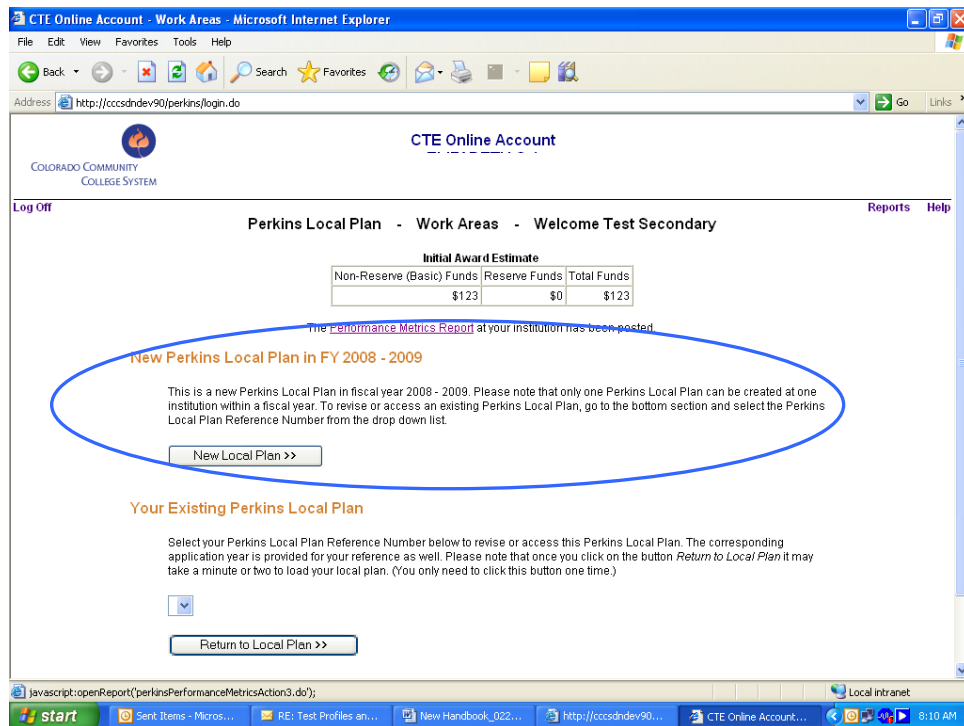 CTE Online Account - Work Areas - Microsoft Internet Explorer
File Edit View Favorites Tools Help
Back Search Favorites
Address http://cccsdndev90/perkins/login.do Go Links
COLORADO COMMUNITY
COLLEGE SYSTEM
CTE Online Account
Log Off
Reports Help
Perkins Local Plan - Work Areas - Welcome Test Secondary
Initial Award Estimate
Non-Reserve (Basic) Funds Reserve Funds Total Funds
$123 $0 $123
The Performance Metrics Report at your institution has been posted
New Perkins Local Plan in FY 2008 - 2009
This is a new Perkins Local Plan in fiscal year 2008 - 2009. Please note that only one Perkins Local Plan can be created at one
institution within a fiscal year. To revise or access an existing Perkins Local Plan, go to the bottom section and select the Perkins
Local Plan Reference Number from the drop down list.
New Local Plan >>
Your Existing Perkins Local Plan
Select your Perkins Local Plan Reference Number below to revise or access this Perkins Local Plan. The corresponding
application year is provided for your reference as well. Please note that once you click on the button Return to Local Plan it may
take a minute or two to load your local plan. (You only need to click this button one time.)
Return to Local Plan >>
javascript:openReport('perkinsPerformanceMetricsAction3.do');
Local intranet
start Sent Items - Micros... RE: Test Profiles an... New Handbook_022... http://cccsdndev90... CTE Online Account... 8:10 AM